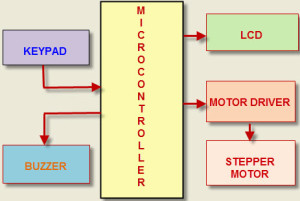 KEYPAD
BUZZER
MICROCONTROLLER
LCD
MOTOR DRIVER
STEPPER
MOTOR